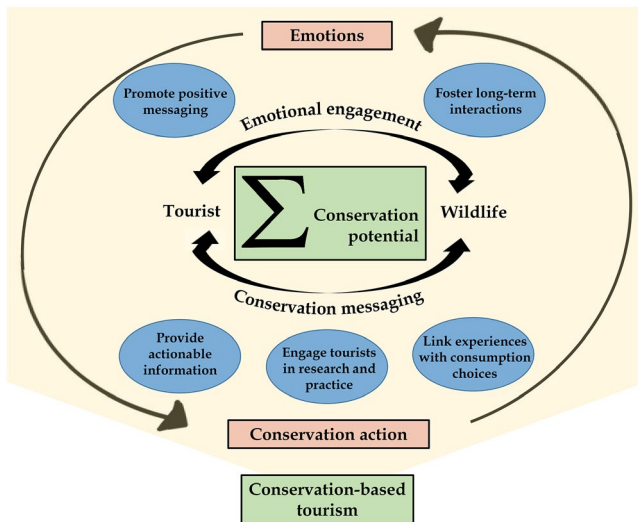 Emotions
Promote positive
messaging
Foster long-term
interactions
Emotional engagement
Tourist
∑
Conservation
potential
Wildlife
Conservation messaging
Provide
actionable
information
Engage tourists
in research and
practice
Link experiences
with consumption
choices
Conservation action
Conservation-based
tourism